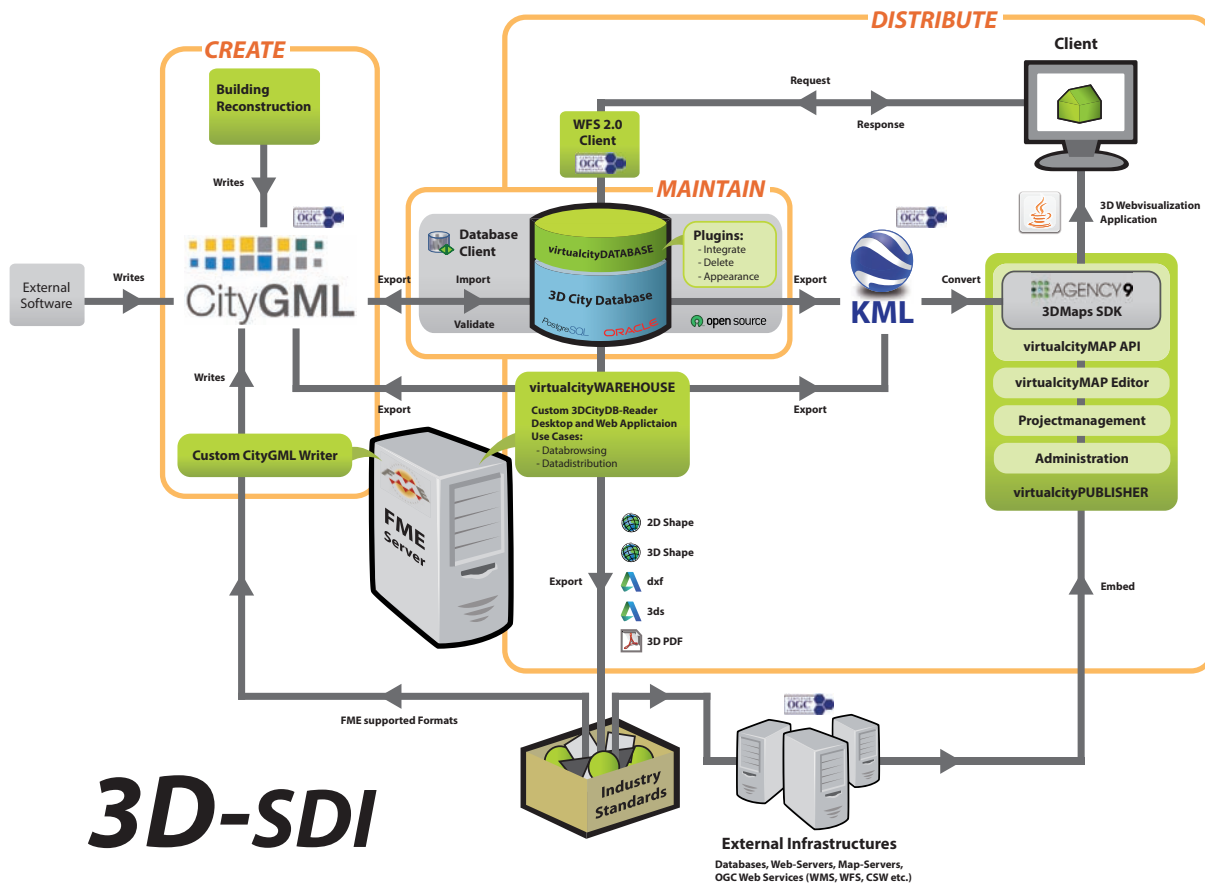 CREATE
DISTRIBUTE
Client
Building
Reconstruction
Request
Response
WFS 2.0
Client
OGC
Writes
MAINTAIN
OGC
OGC
3D Webvisualization
Application
Database
Client
virtualcityDATABASE
Plugins:
- Integrate
- Delete
- Appearance
External
Software
Writes
CityGML
Export
Import
Validate
3D City Database
PostgreSQL
ORACLE
open source
Export
KML
Convert
AGENCY9
3DMaps SDK
virtualcityMAP API
virtualcityMAP Editor
Projectmanagement
Administration
virtualcityPUBLISHER
Writes
Export
virtualcityWAREHOUSE
Custom 3DCityDB-Reader
Desktop and Web Applictaion
Use Cases:
- Databrowsing
- Datadistribution
Export
Custom CityGML Writer
FME
Server
2D Shape
3D Shape
dxf
3ds
3D PDF
Export
Embed
FME supported Formats
OGC
Industry
Standards
3D-SDI
External Infrastructures
Databases, Web-Servers, Map-Servers,
OGC Web Services (WMS, WFS, CSW etc.)